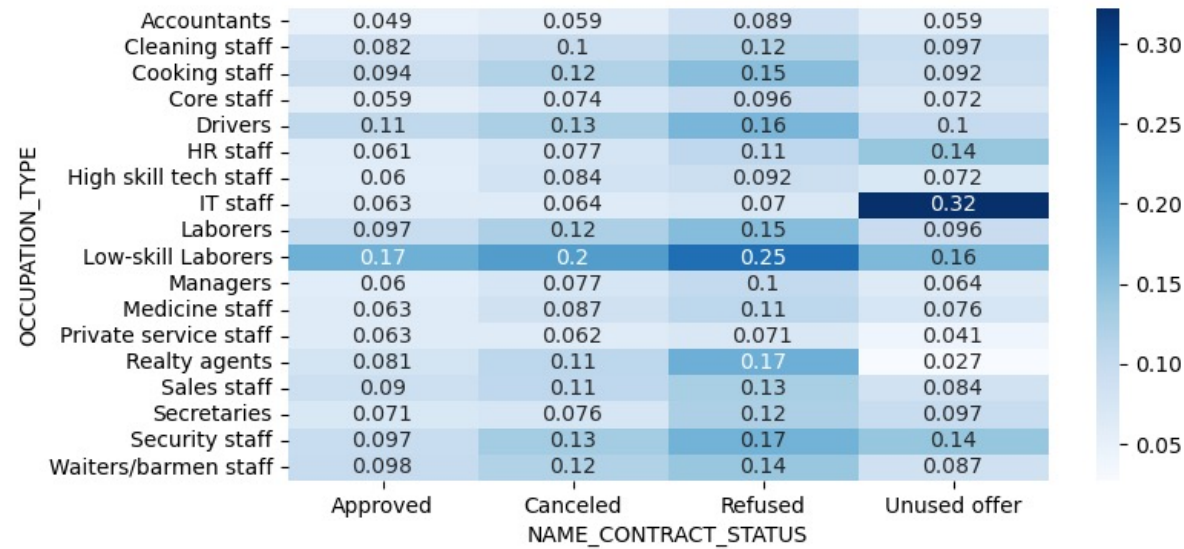 Accountants 0.049 0.059 0.089 0.059
Cleaning staff 0.082 0.1 0.12 0.097
Cooking staff 0.094 0.12 0.15 0.092
Core staff 0.059 0.074 0.096 0.072
Drivers 0.11 0.13 0.16 0.1
HR staff 0.061 0.077 0.11 0.14
High skill tech staff 0.06 0.084 0.092 0.072
IT staff 0.063 0.064 0.07 0.32
Laborers 0.097 0.12 0.15 0.096
Low-skill Laborers 0.17 0.2 0.25 0.16
Managers 0.06 0.077 0.1 0.064
Medicine staff 0.063 0.087 0.11 0.076
Private service staff 0.063 0.062 0.071 0.041
Realty agents 0.081 0.11 0.17 0.027
Sales staff 0.09 0.11 0.13 0.084
Secretaries 0.071 0.076 0.12 0.097
Security staff 0.097 0.13 0.17 0.14
Waiters/barmen staff 0.098 0.12 0.14 0.087
Approved Canceled Refused Unused offer
NAME_CONTRACT_STATUS
OCCUPATION_TYPE
0.30
0.25
0.20
0.15
0.10
0.05